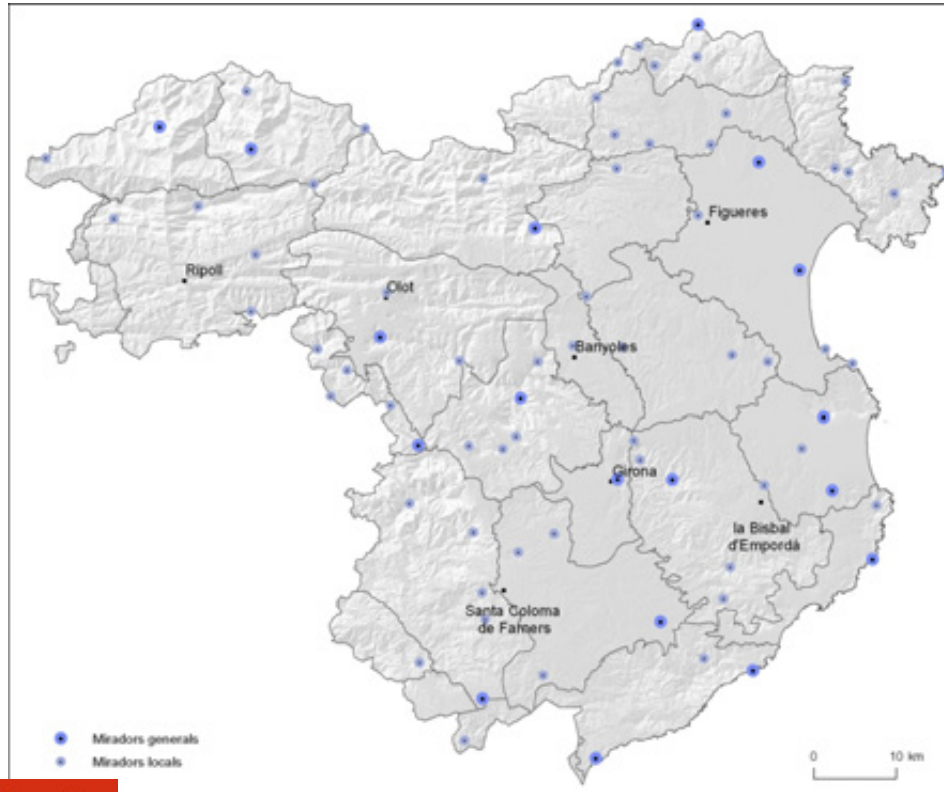 Figueres
Ripoll
Olot
Banyoles
Girona
la Bisbal
d'Empordà
Santa Coloma
de Farners
Miradors generals
Miradors locals
0 10 km